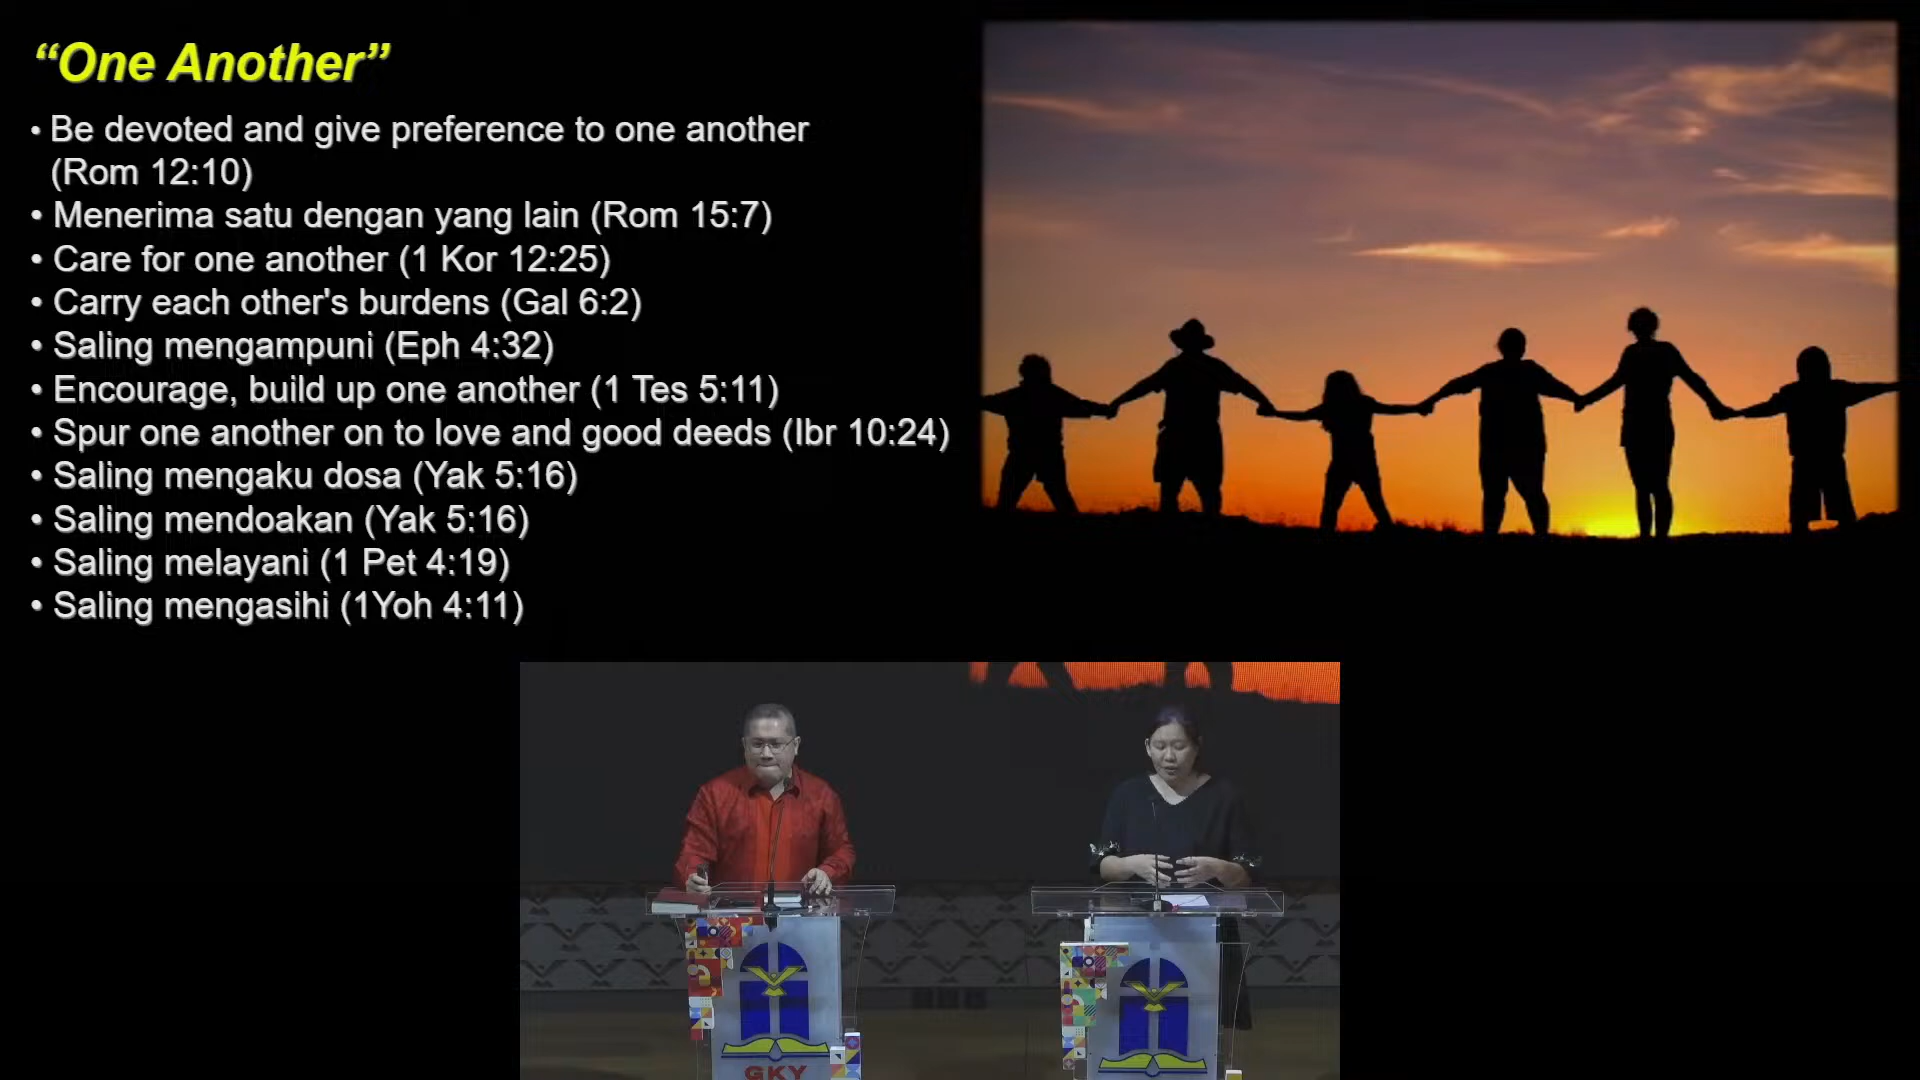 “One Another”
• Be devoted and give preference to one another
(Rom 12:10)
• Menerima satu dengan yang lain (Rom 15:7)
• Care for one another (1 Kor 12:25)
• Carry each other's burdens (Gal 6:2)
• Saling mengampuni (Eph 4:32)
• Encourage, build up one another (1 Tes 5:11)
• Spur one another on to love and good deeds (Ibr 10:24)
• Saling mengaku dosa (Yak 5:16)
• Saling mendoakan (Yak 5:16)
• Saling melayani (1 Pet 4:19)
• Saling mengasihi (1Yoh 4:11)
GKY